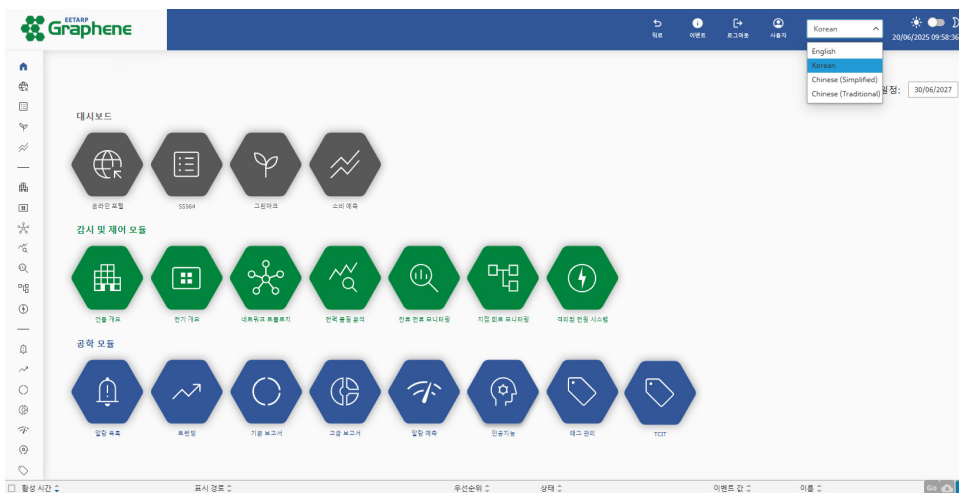 EETARP
Graphene
뒤로
이벤트
로그아웃
사용자
Korean
20/06/2025 09:58:36
English
Korean
Chinese (Simplified)
Chinese (Traditional)
일정:
30/06/2027
대시보드
온라인 포털
SS564
그린마크
소비 예측
감시 및 제어 모듈
건물 개요
전기 개요
네트워크 토폴로지
전력 품질 분석
잔류 전류 모니터링
지점 회로 모니터링
전원 시스템
공학 모듈
알람 목록
트렌딩
기본 보고서
고급 보고서
알람 예측
인공지능
태그 관리
TCIT
활성 시간
표시 경로
우선순위
상태
이벤트 값
이름
Go